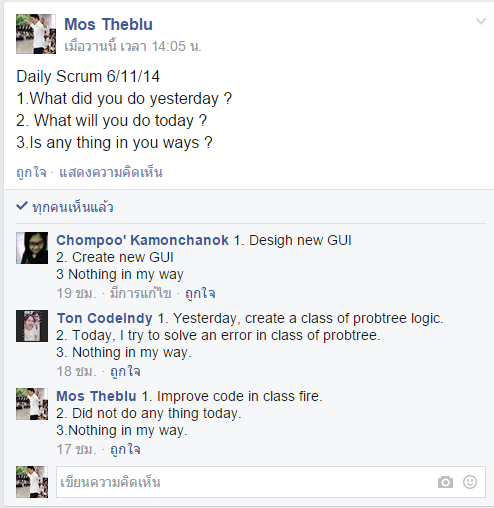 Mos Theblu
เมื่อวานนี้ เวลา 14:05 น.
Daily Scrum 6/11/14
1.What did you do yesterday ?
2. What will you do today ?
3.Is any thing in you ways ?
ถูกใจ · แสดงความคิดเห็น
ทุกคนเห็นแล้ว
Chompoo' Kamonchanok 1. Desigh new GUI
2. Create new GUI
3 Nothing in my way
19 ชม. · มีการแก้ไข · ถูกใจ
Ton CodeIndy 1. Yesterday, create a class of probtree logic.
2. Today, I try to solve an error in class of probtree.
3. Nothing in my way.
18 ชม. · ถูกใจ
Mos Theblu 1. Improve code in class fire.
2. Did not do any thing today.
3.Nothing in my way.
17 ชม. · ถูกใจ
เขียนความคิดเห็น